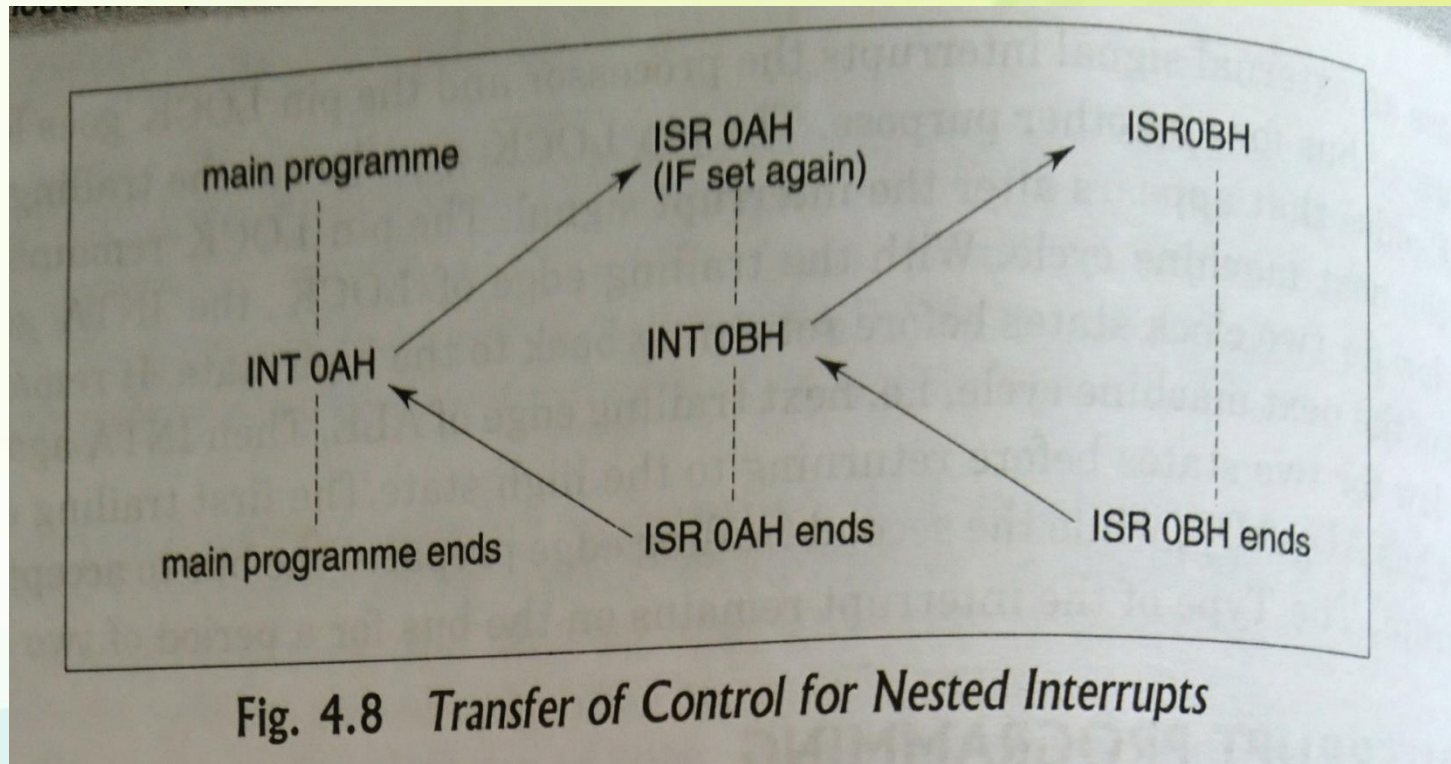 main programme
INT 0AH
main programme ends
ISR 0AH
(IF set again)
INT 0BH
ISR 0AH ends
ISR0BH
ISR 0BH ends
Fig. 4.8 Transfer of Control for Nested Interrupts